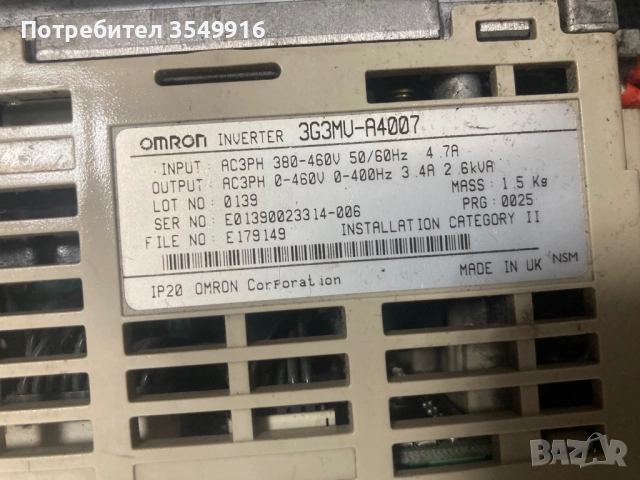 Потребител 3549916
OMRON INVERTER 3G3MV-A4007
INPUT : AC3PH 380-460V 50/60Hz 4.7A
OUTPUT : AC3PH 0-460V 0-400Hz 3.4A 2.6kVA
LOT NO : 0139 MASS : 1.5 Kg
SER NO : E01390023314-006 PRG : 0025
FILE NO : E179149 INSTALLATION CATEGORY II
IP20 OMRON Corporation MADE IN UK NSM
BAZAR